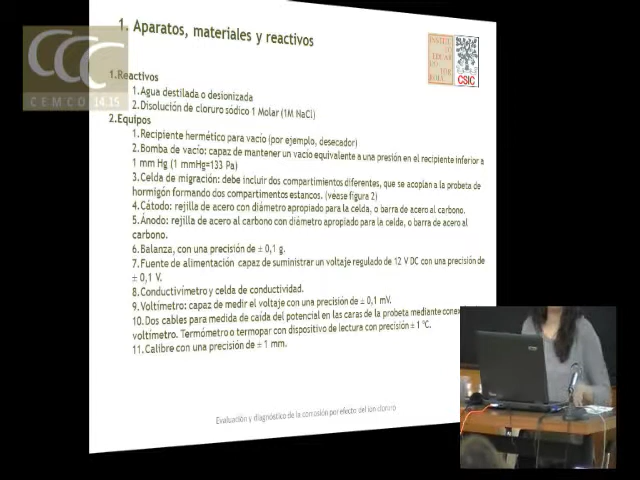 1. Aparatos, materiales y reactivos
CCC
CEMCO 14.15
CSIC
1.Reactivos
1.Agua destilada o desionizada
2.Disolución de cloruro sódico 1 Molar (1M NaCl)
2.Equipos
1.Recipiente hermético para vacío (por ejemplo, desecador)
2.Bomba de vacío: capaz de mantener un vacío equivalente a una presión en el recipiente inferior a
1 mm Hg (1 mmHg=133 Pa)
3.Celda de migración: debe incluir dos compartimientos diferentes, que se acoplan a la probeta de
hormigón formando dos compartimentos estancos. (véase figura 2)
4.Cátodo: rejilla de acero con diámetro apropiado para la celda, o barra de acero al carbono.
5.Ánodo: rejilla de acero al carbono con diámetro apropiado para la celda, o barra de acero al
carbono.
6.Balanza, con una precisión de ± 0,1 g.
7.Fuente de alimentación capaz de suministrar un voltaje regulado de 12 V DC con una precisión de
± 0,1 V.
8.Conductivímetro y celda de conductividad.
9.Voltímetro: capaz de medir el voltaje con una precisión de ± 0,1 mV.
10.Dos cables para medida de caída del potencial en las caras de la probeta mediante conex
voltímetro. Termómetro o termopar con dispositivo de lectura con precisión ± 1 °C.
11.Calibre con una precisión de ± 1 mm.
Evaluación y diagnóstico de la corrosión por efecto del ión cloruro